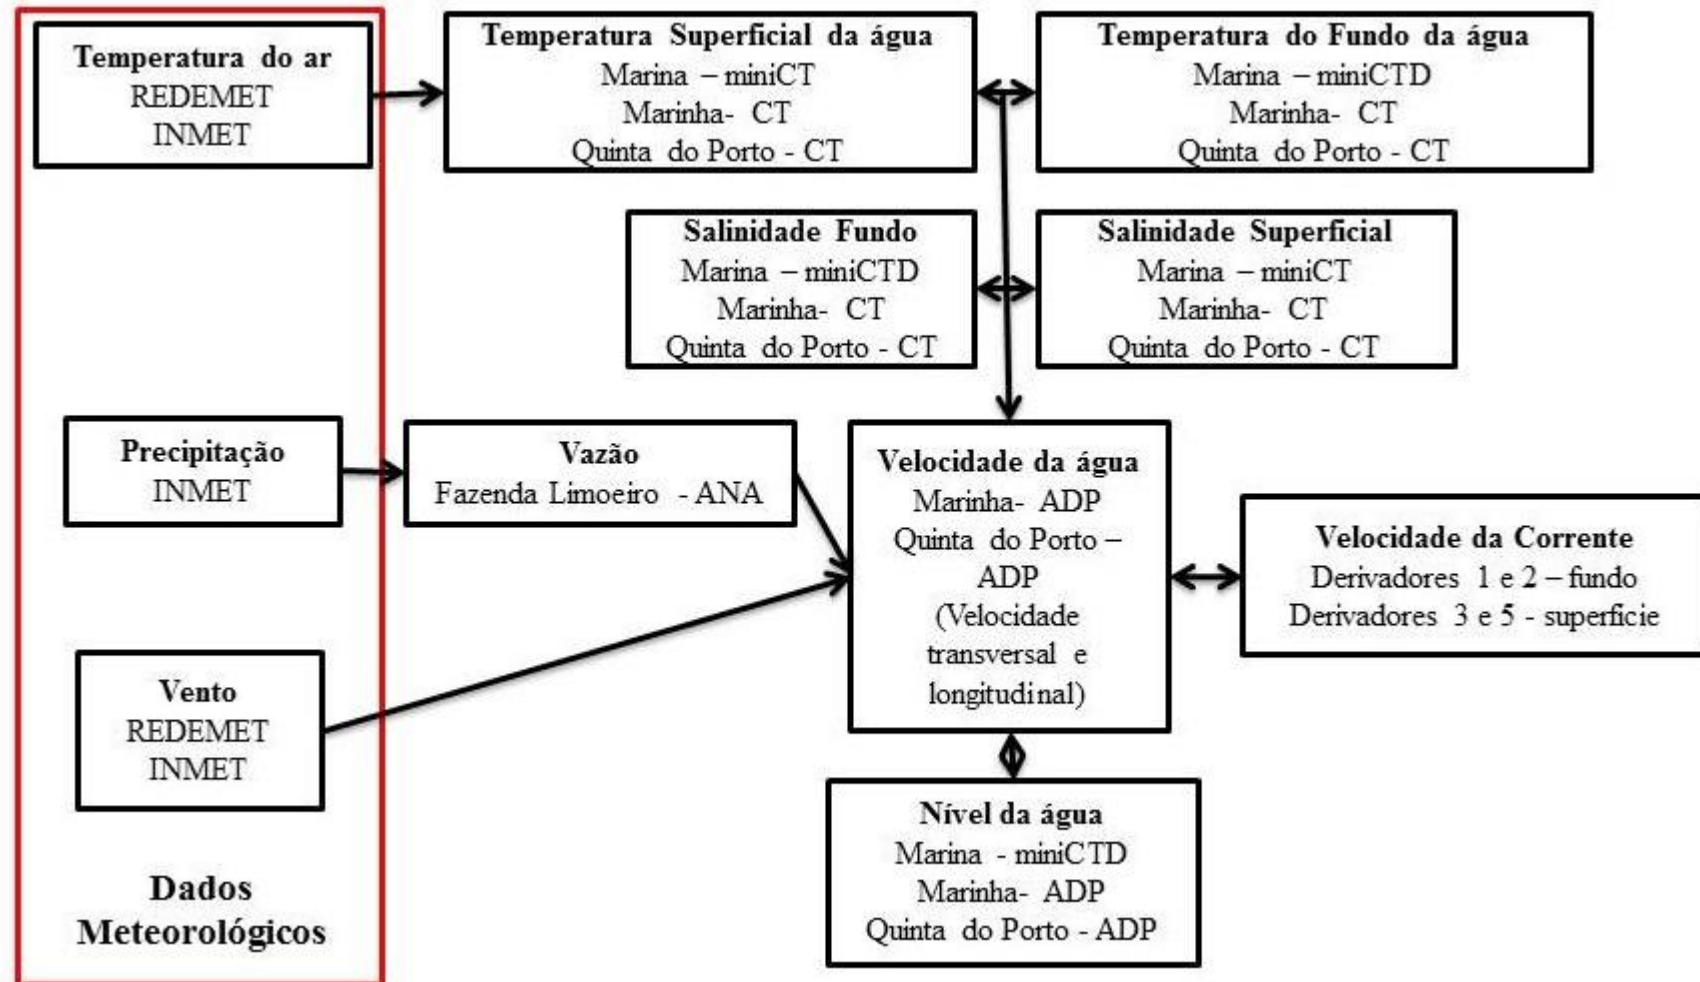 Temperatura do ar
REDEMET
INMET
Temperatura Superficial da água
Marina – miniCT
Marinha- CT
Quinta do Porto - CT
Temperatura do Fundo da água
Marina – miniCTD
Marinha- CT
Quinta do Porto - CT
Salinidade Fundo
Marina – miniCTD
Marinha- CT
Quinta do Porto - CT
Salinidade Superficial
Marina – miniCT
Marinha- CT
Quinta do Porto - CT
Precipitação
INMET
Vazão
Fazenda Limoeiro - ANA
Velocidade da água
Marinha- ADP
Quinta do Porto –
ADP
(Velocidade
transversal e
longitudinal)
Velocidade da Corrente
Derivadores 1 e 2 – fundo
Derivadores 3 e 5 - superfície
Vento
REDEMET
INMET
Nível da água
Marina - miniCTD
Marinha- ADP
Quinta do Porto - ADP
Dados
Meteorológicos